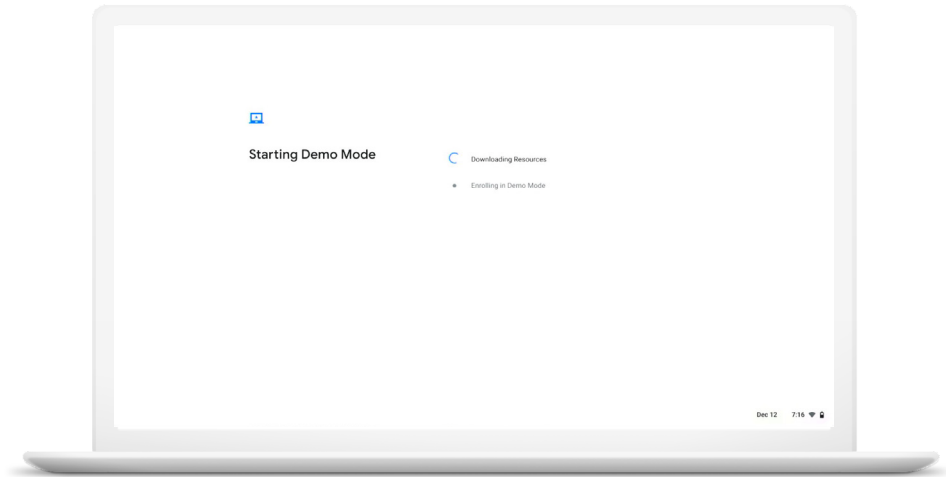 Starting Demo Mode
Downloading Resources
Enrolling in Demo Mode
Dec 12 7:16